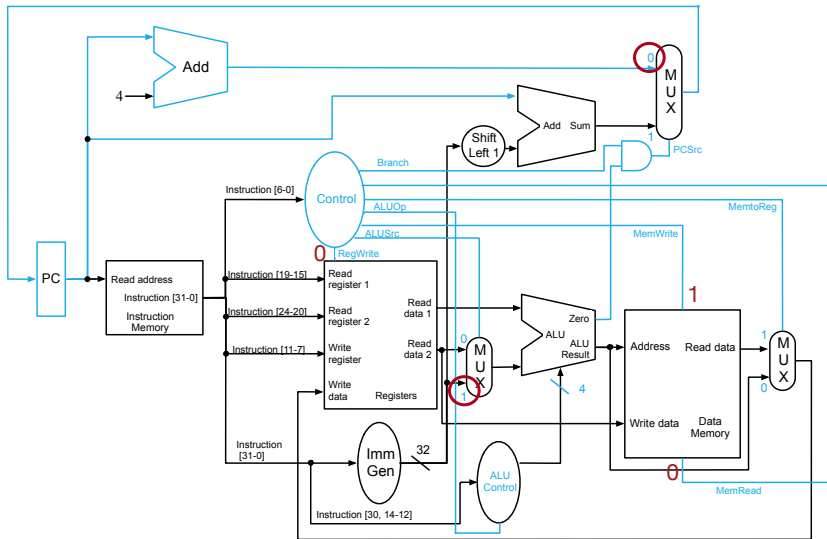 0
M
U
X
Add
4
Shift
Left 1
Add Sum
1
PCSrc
Branch
Instruction [6-0]
Control
ALUOp
MemtoReg
ALUSrc
MemWrite
0
RegWrite
PC
Read address
Instruction [31-0]
Instruction
Memory
Instruction [19-15]
Instruction [24-20]
Instruction [11-7]
Read
register 1
Read
register 2
Write
register
Write
data
Registers
Read
data 1
Read
data 2
0
M
U
X
1
Zero
ALU
ALU
Result
4
1
Address
Read data
Write data
Data
Memory
0
MemRead
1
M
U
X
0
Instruction
[31-0]
Imm
Gen
32
ALU
Control
Instruction [30, 14-12]